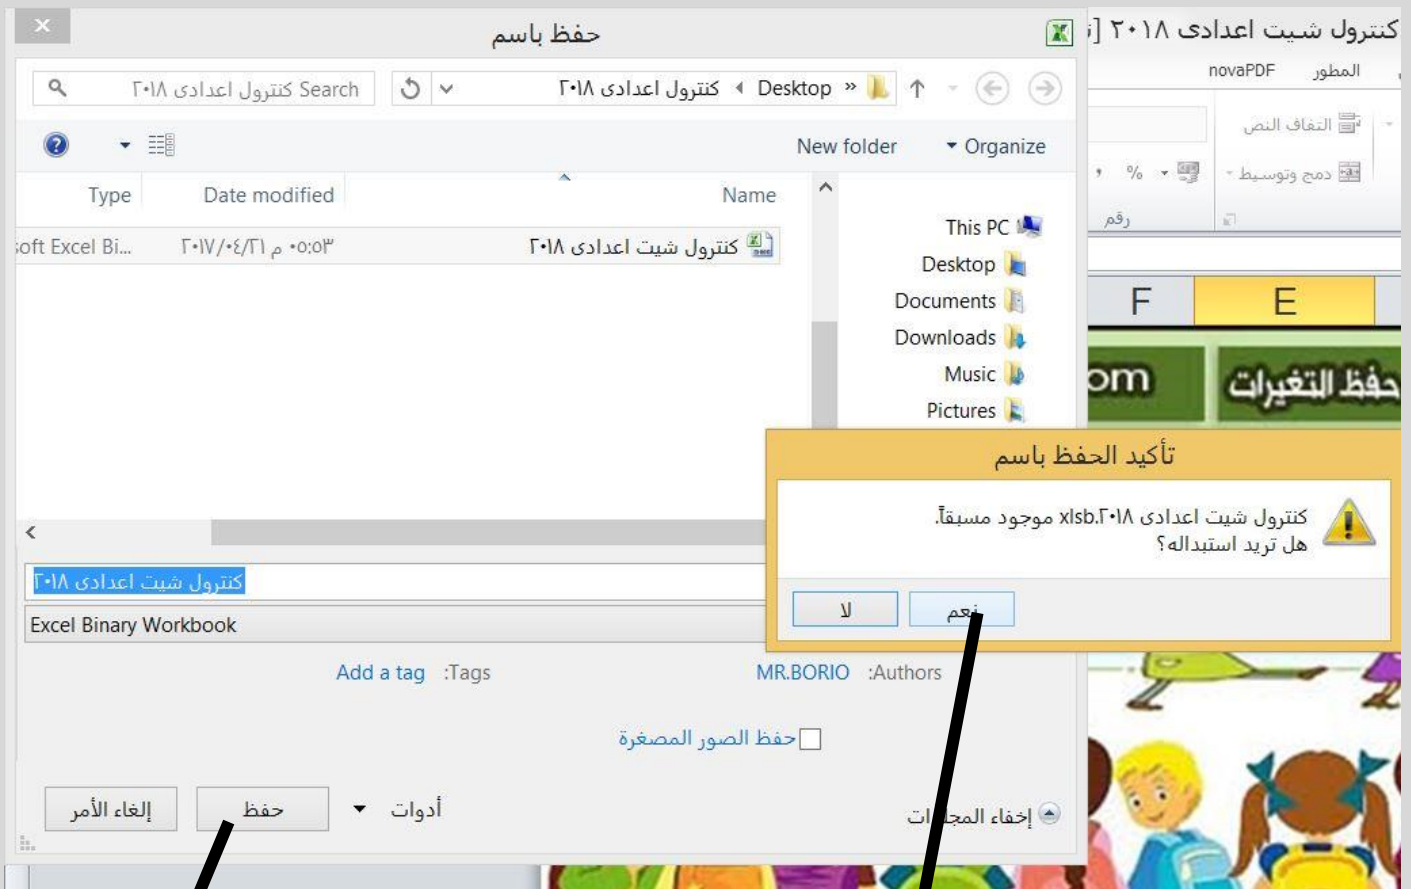 حفظ باسم
كنترول شيت اعدادى ٢٠١٨ [
Search كنترول اعدادى ٢٠١٨
Desktop « كنترول اعدادى ٢٠١٨
المطور
novaPDF
New folder
Organize
التفاف النص
دمج وتوسيط
%
رقم
Name
Date modified
Type
كنترول شيت اعدادى ٢٠١٨
٠٥:٥٣ م ٢٠١٧/٠٤/٢١
soft Excel Bi...
This PC
Desktop
Documents
Downloads
Music
Pictures
E
F
حفظ التغيرات
om
تأكيد الحفظ باسم
كنترول شيت اعدادى ٢٠١٨.xlsb موجود مسبقاً.
هل تريد استبداله؟
نعم
لا
كنترول شيت اعدادى ٢٠١٨
Excel Binary Workbook
Authors: MR.BORIO
Tags: Add a tag
حفظ الصور المصغرة
إخفاء المجلدات
أدوات
حفظ
إلغاء الأمر